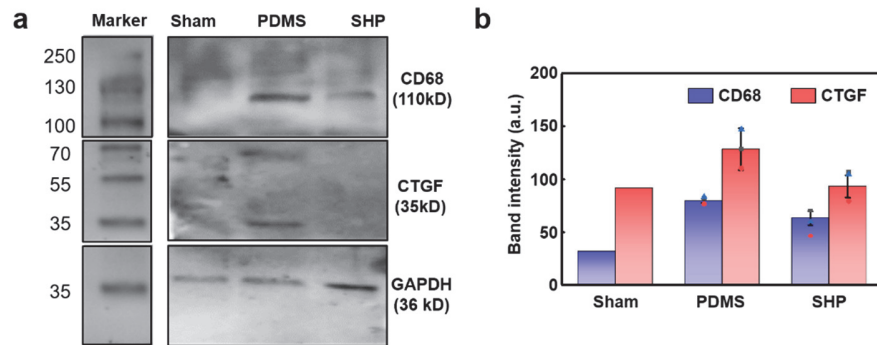 a
Marker Sham PDMS SHP
250
130
100
CD68
(110kD)
70
55
35
CTGF
(35kD)
35
GAPDH
(36 kD)
b
Band intensity (a.u.)
200
150
100
50
0
CD68 CTGF
Sham PDMS SHP